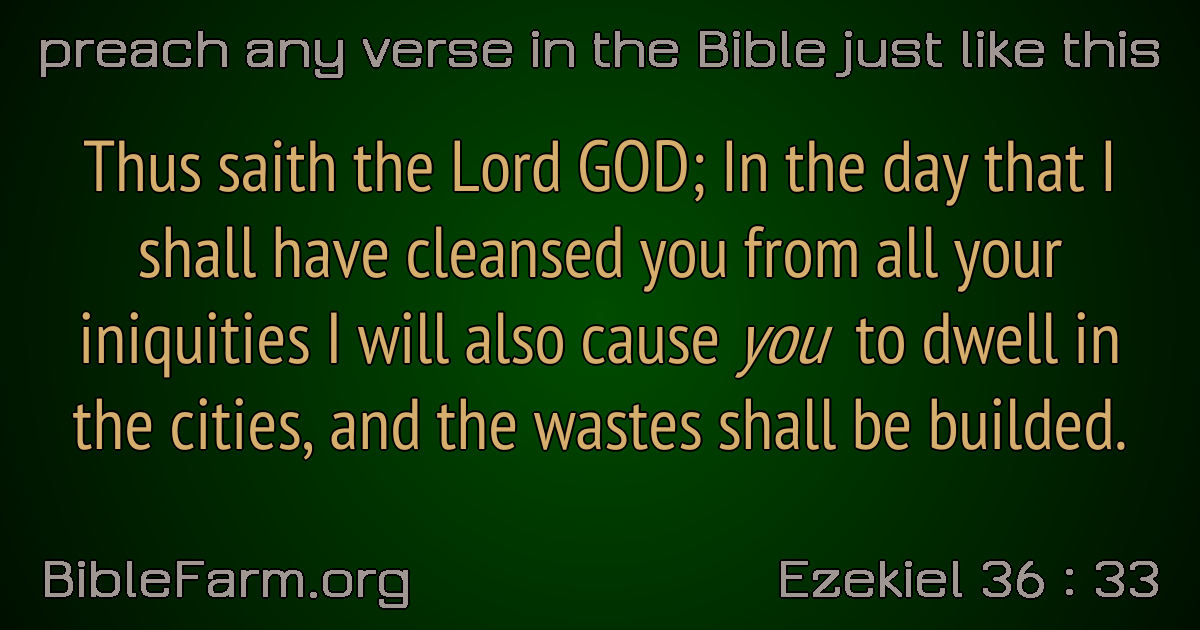 preach any verse in the Bible just like this
Thus saith the Lord GOD; In the day that I
shall have cleansed you from all your
iniquities I will also cause you to dwell in
the cities, and the wastes shall be builded.
BibleFarm.org
Ezekiel 36 : 33